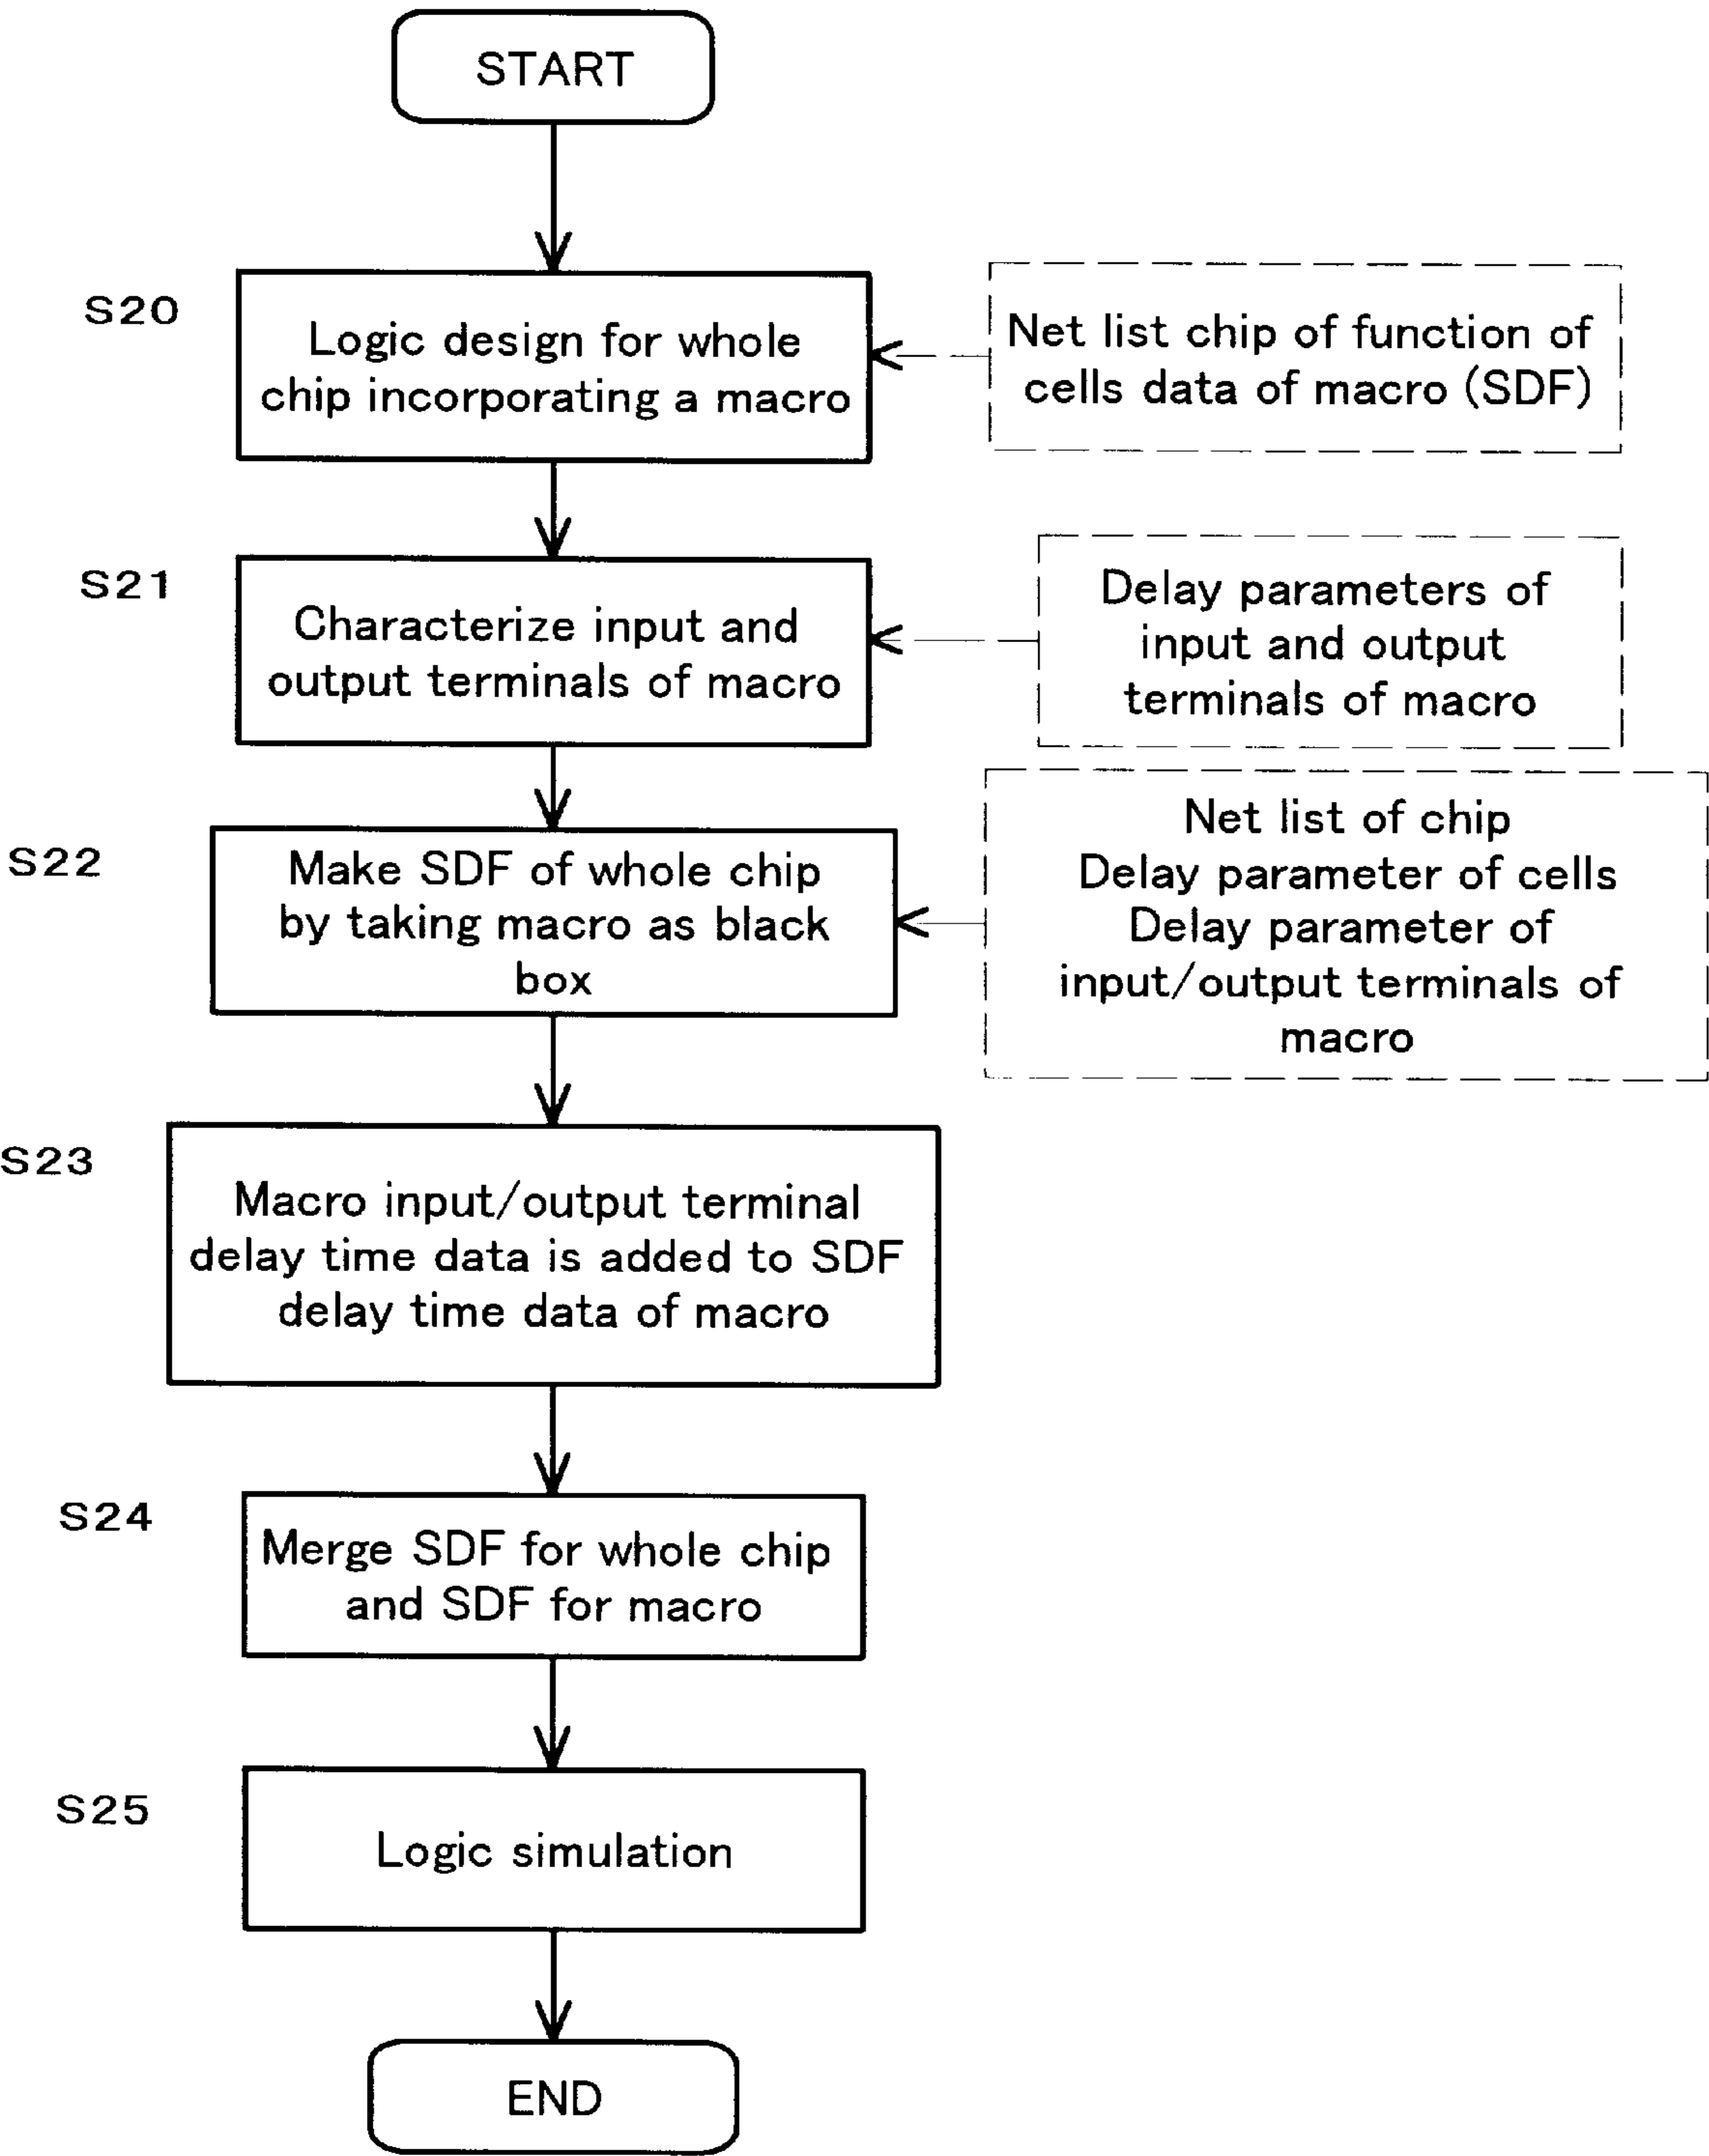 START
S20
Logic design for whole
chip incorporating a macro
Net list chip of function of
cells data of macro (SDF)
S21
Characterize input and
output terminals of macro
Delay parameters of
input and output
terminals of macro
S22
Make SDF of whole chip
by taking macro as black
box
Net list of chip
Delay parameter of cells
Delay parameter of
input/output terminals of
macro
S23
Macro input/output terminal
delay time data is added to SDF
delay time data of macro
S24
Merge SDF for whole chip
and SDF for macro
S25
Logic simulation
END